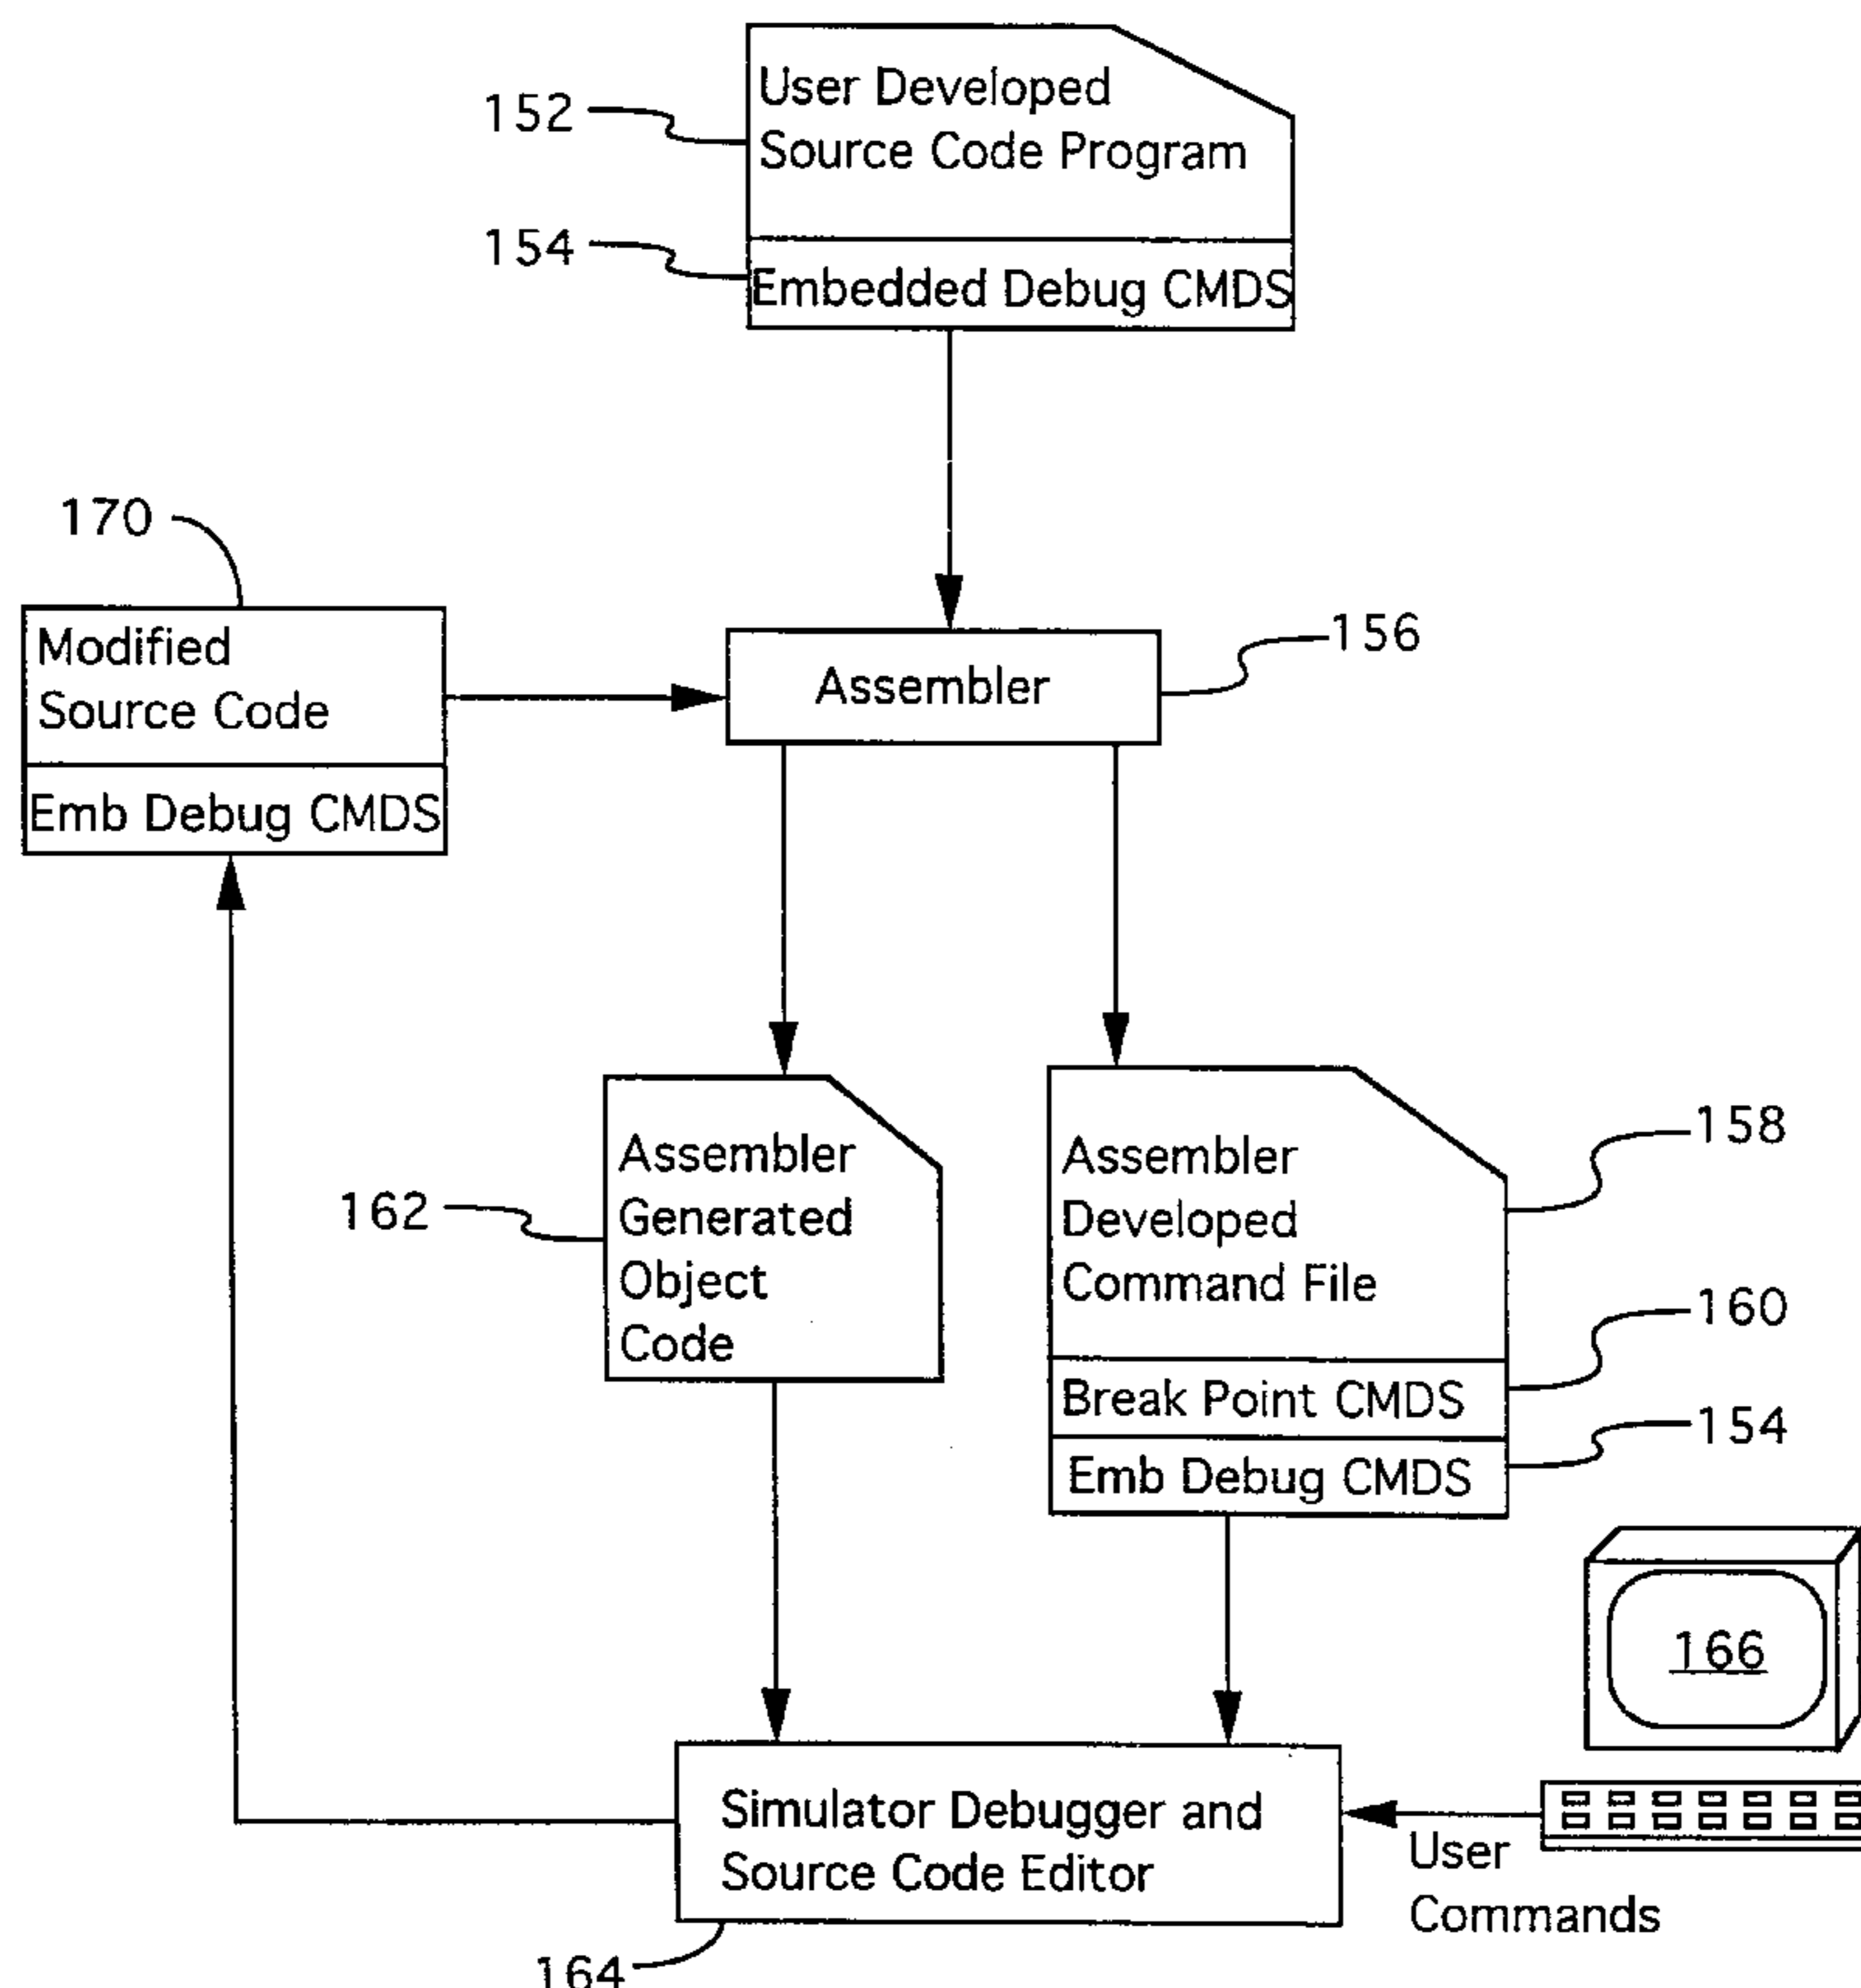 152
User Developed
Source Code Program
154
Embedded Debug CMDS
170
Modified
Source Code
Emb Debug CMDS
Assembler
156
162
Assembler
Generated
Object
Code
Assembler
Developed
Command File
158
160
Break Point CMDS
154
Emb Debug CMDS
166
Simulator Debugger and
Source Code Editor
User
Commands
164